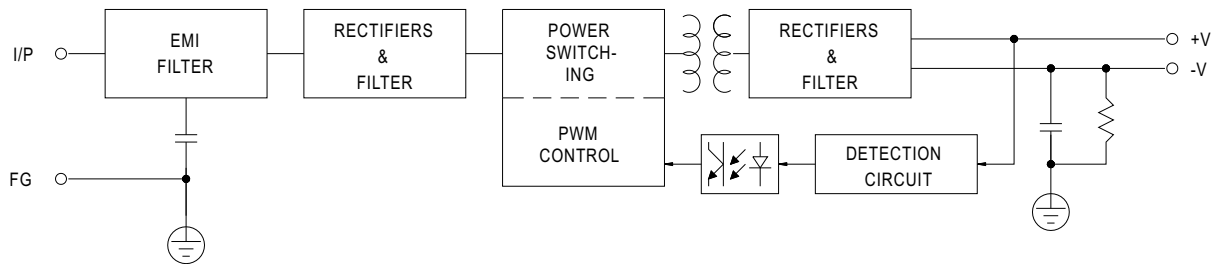 I/P
EMI
FILTER
RECTIFIERS
&
FILTER
POWER
SWITCH-
ING
PWM
CONTROL
RECTIFIERS
&
FILTER
+V
-V
DETECTION
CIRCUIT
FG